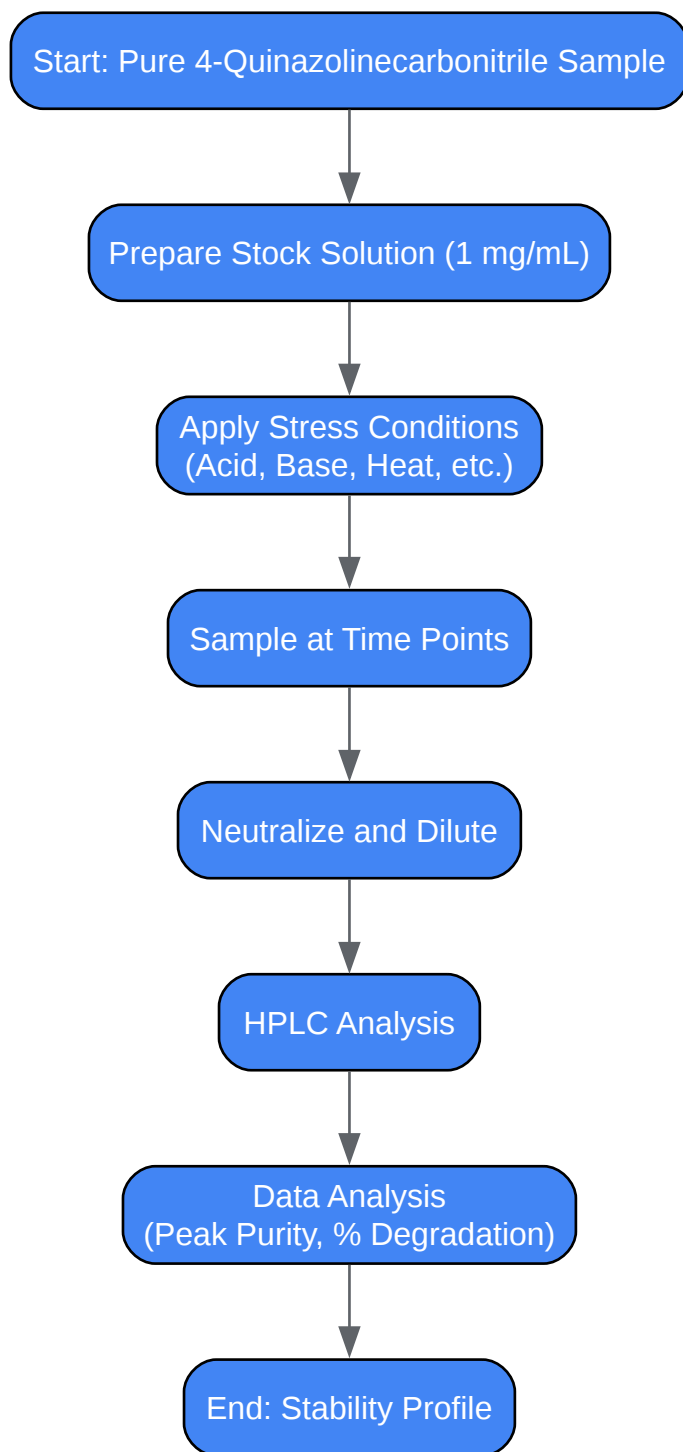 Start: Pure 4-Quinazolinecarbonitrile Sample
Prepare Stock Solution (1 mg/mL)
Apply Stress Conditions
(Acid, Base, Heat, etc.)
Sample at Time Points
Neutralize and Dilute
HPLC Analysis
Data Analysis
(Peak Purity, % Degradation)
End: Stability Profile